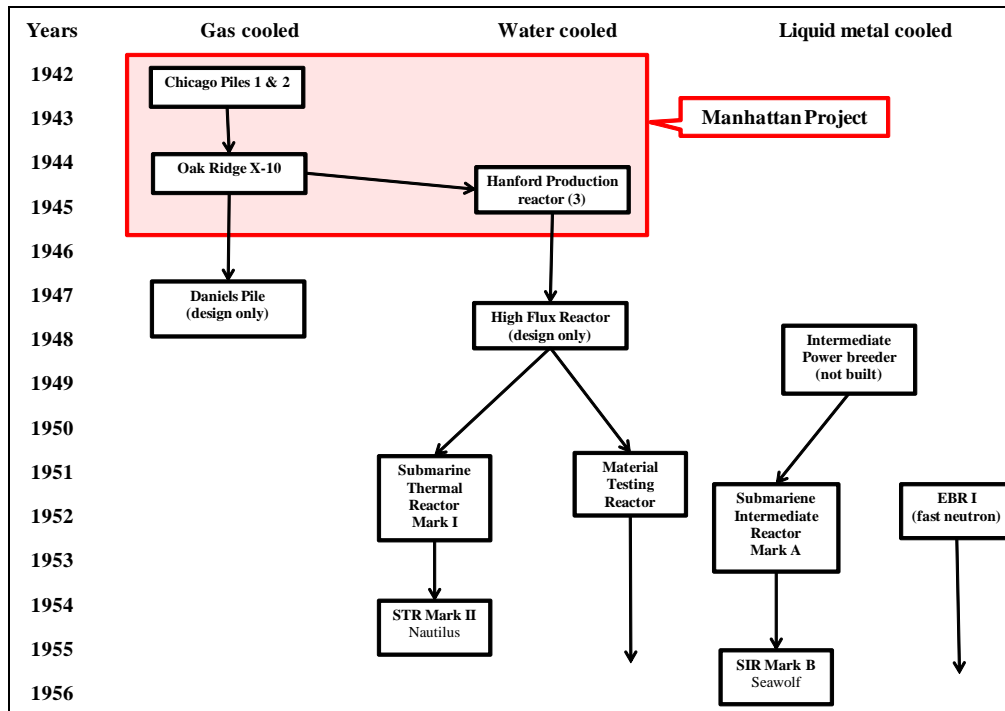 Years
Gas cooled
Water cooled
Liquid metal cooled
1942
Chicago Piles 1 & 2
1943
Manhattan Project
1944
Oak Ridge X-10
Hanford Production
reactor (3)
1945
1946
1947
Daniels Pile
(design only)
High Flux Reactor
(design only)
1948
Intermediate
Power breeder
(not built)
1949
1950
1951
Submarine
Thermal
Reactor
Mark I
Material
Testing
Reactor
Submariene
Intermediate
Reactor
Mark A
EBR I
(fast neutron)
1952
1953
1954
STR Mark II
Nautilus
1955
SIR Mark B
Seawolf
1956